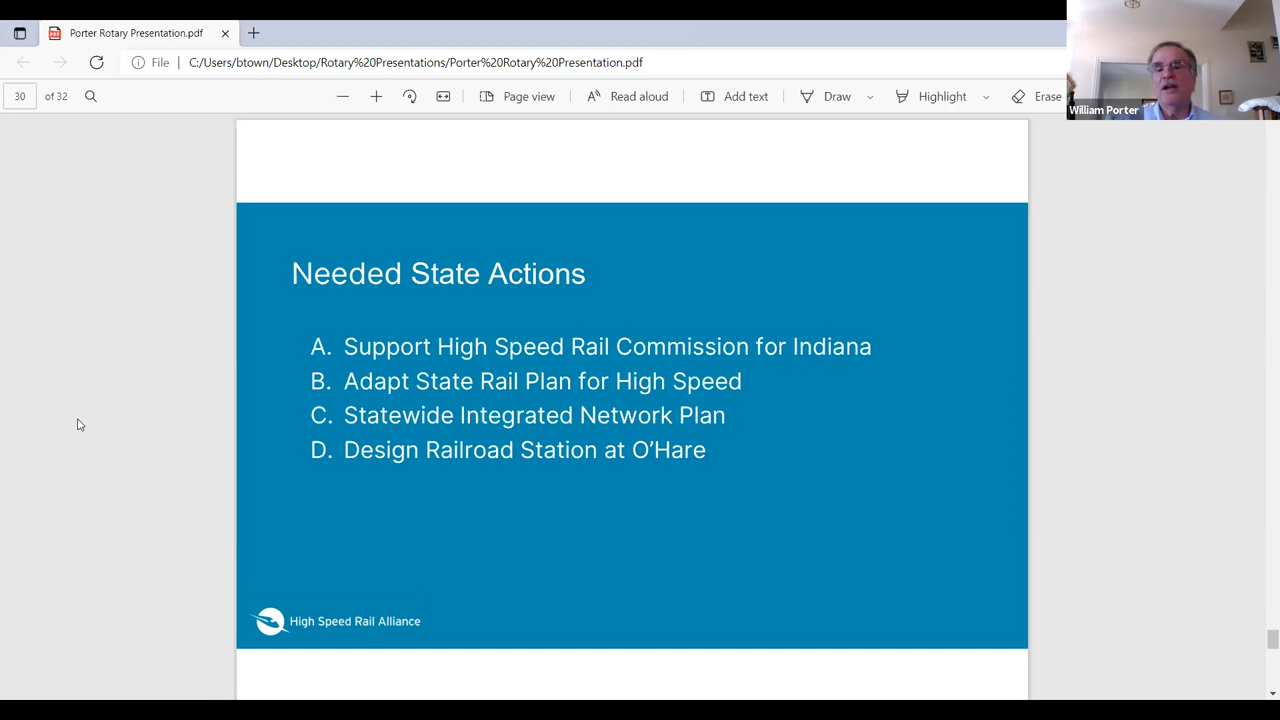 Porter Rotary Presentation.pdf
File
C:/Users/btown/Desktop/Rotary%20Presentations/Porter%20Rotary%20Presentation.pdf
30 of 32
Page view
Read aloud
Add text
Draw
Highlight
Erase
William Porter
Needed State Actions
A. Support High Speed Rail Commission for Indiana
B. Adapt State Rail Plan for High Speed
C. Statewide Integrated Network Plan
D. Design Railroad Station at O’Hare
High Speed Rail Alliance